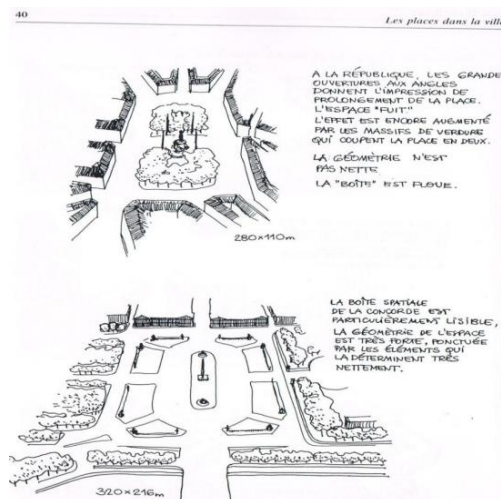 40
Les places dans la ville
A LA RÉPUBLIQUE, LES GRANDE
OUVERTURES AUX ANGLES
DONNENT L'IMPRESSION DE
PROLONGEMENT DE LA PLACE.
L'ESPACE "FUIT"
L'EFFET EST ENCORE AUGMENTÉ
PAR LES MASSIFS DE VERDURE
QUI COUPENT LA PLACE EN DEUX.
LA GÉOMÉTRIE N'EST
PAS NETTE
LA "BOÎTE" EST FLOUE.
280×110m
LA BOÎTE SPATIALE
DE LA CONCORDE EST
PARTICULIÈREMENT LISIBLE,
LA GÉOMÉTRIE DE L'ESPACE
EST TRÈS FORTE, PONCTUÉE
PAR LES ÉLÉMENTS QUI
LA DÉTERMINENT TRÈS
NETTEMENT.
320×216m